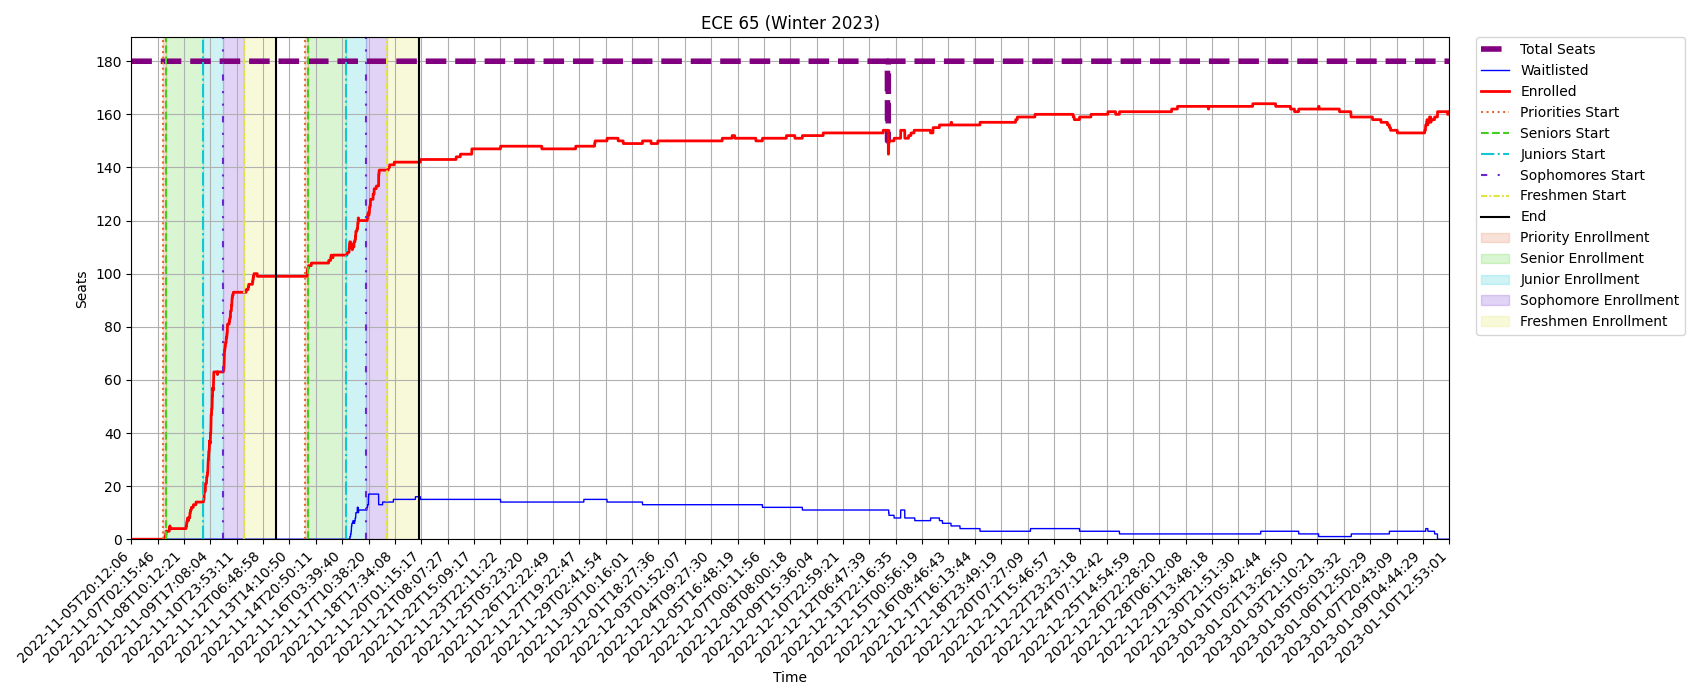 ECE 65 (Winter 2023)
Seats
180
160
140
120
100
80
60
40
20
0
2022-11-05T20:12:06
2022-11-07T02:15:46
2022-11-08T10:12:21
2022-11-09T17:08:04
2022-11-10T23:53:11
2022-11-12T06:48:50
2022-11-13T14:10:50
2022-11-14T20:50:11
2022-11-16T03:39:40
2022-11-17T10:38:20
2022-11-18T17:34:08
2022-11-20T01:15:17
2022-11-21T08:07:27
2022-11-22T15:09:17
2022-11-23T22:11:22
2022-11-25T05:23:20
2022-11-26T12:22:49
2022-11-27T19:22:47
2022-11-29T02:41:54
2022-11-30T10:16:01
2022-12-01T18:27:36
2022-12-03T01:52:07
2022-12-04T09:27:30
2022-12-05T16:48:19
2022-12-07T00:11:56
2022-12-08T08:00:18
2022-12-09T15:36:04
2022-12-10T22:59:21
2022-12-12T06:47:39
2022-12-13T22:16:35
2022-12-15T00:56:19
2022-12-16T08:46:43
2022-12-17T16:13:44
2022-12-18T23:49:19
2022-12-20T07:27:09
2022-12-21T15:46:57
2022-12-22T23:23:18
2022-12-24T07:12:42
2022-12-25T14:54:59
2022-12-26T22:28:20
2022-12-28T06:12:08
2022-12-29T13:48:18
2022-12-30T21:51:30
2023-01-01T05:42:44
2023-01-02T13:26:50
2023-01-03T21:10:21
2023-01-05T05:03:32
2023-01-06T12:50:29
2023-01-07T20:43:09
2023-01-09T04:44:29
2023-01-10T12:53:01
Time
Total Seats
Waitlisted
Enrolled
Priorities Start
Seniors Start
Juniors Start
Sophomores Start
Freshmen Start
End
Priority Enrollment
Senior Enrollment
Junior Enrollment
Sophomore Enrollment
Freshmen Enrollment